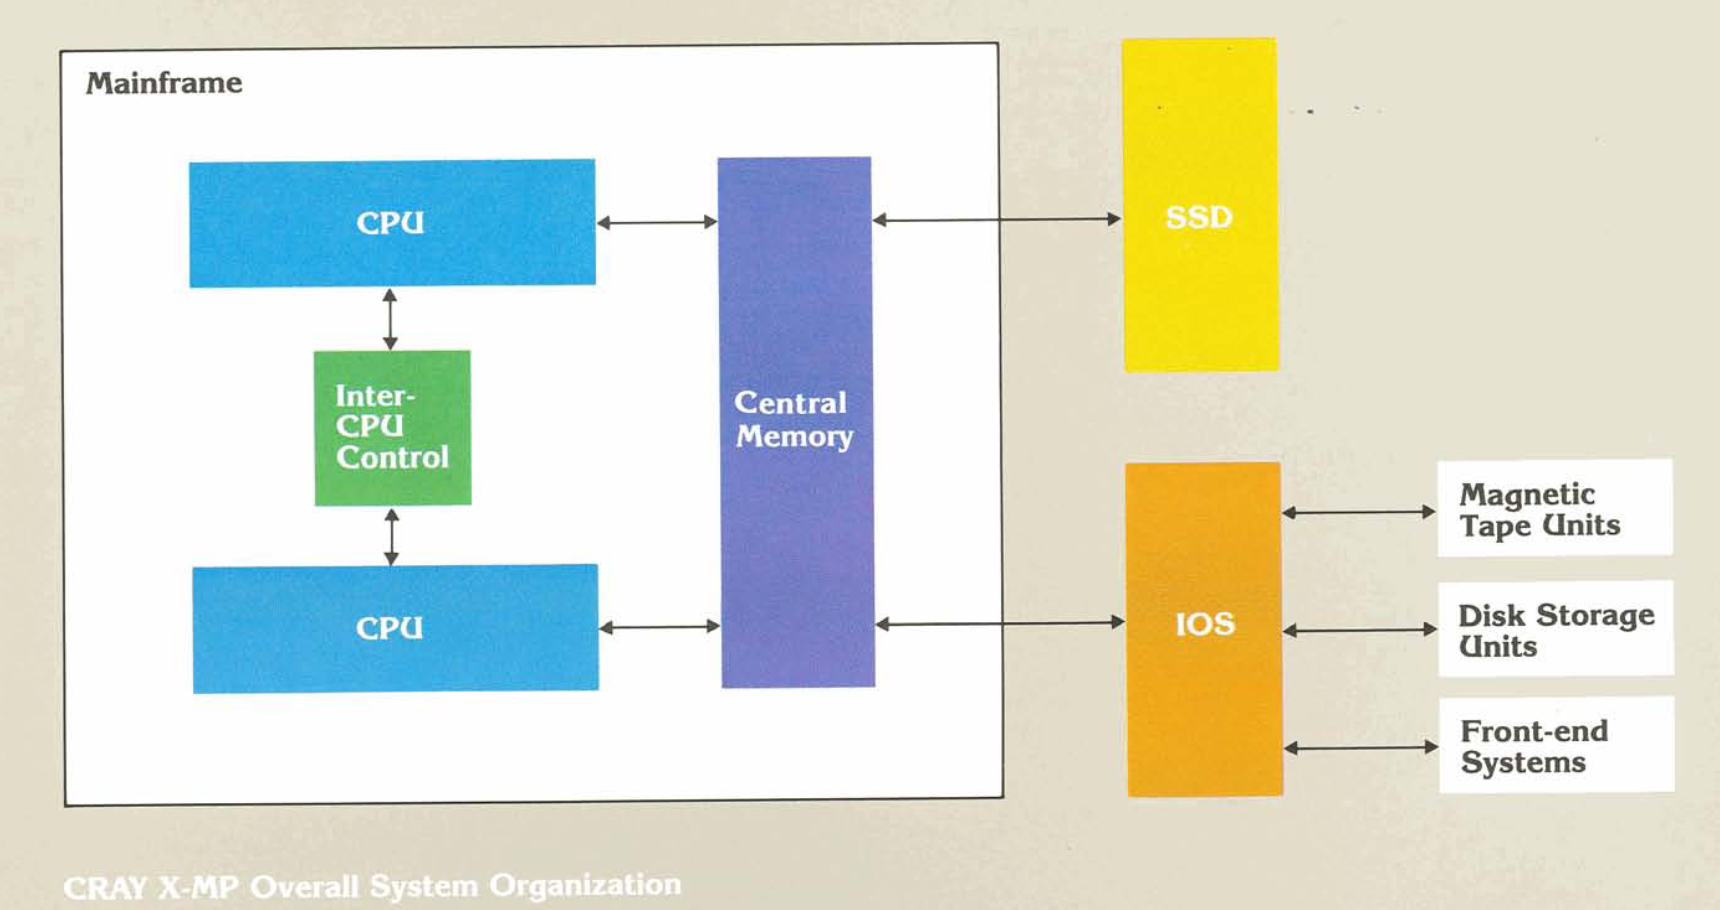 Mainframe
CPU
SSD
Inter-
CPU
Control
Central
Memory
CPU
IOS
Magnetic
Tape Units
Disk Storage
Units
Front-end
Systems
CRAY X-MP Overall System Organization